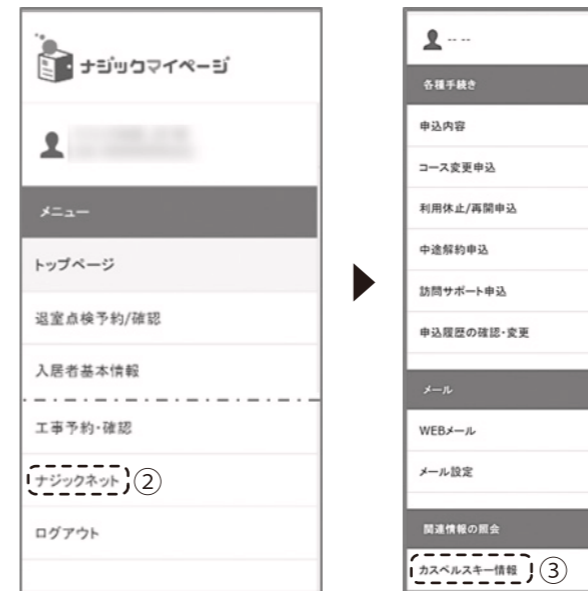 ナジックマイページ
メニュー
トップページ
退室点検予約/確認
入居者基本情報
工事予約・確認
ナジックネット ②
ログアウト
-- --
各種手続き
申込内容
コース変更申込
利用休止/再開申込
中途解約申込
訪問サポート申込
申込履歴の確認・変更
メール
WEBメール
メール設定
関連情報の照会
カスペルスキー情報 ③